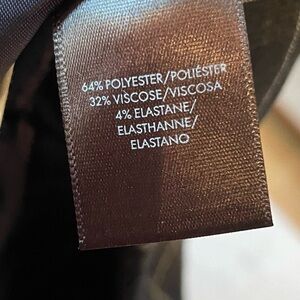 64% POLYESTER/POLIÉSTER
32% VISCOSE/VISCOSA
4% ELASTANE/
ELASTHANNE/
ELASTANO